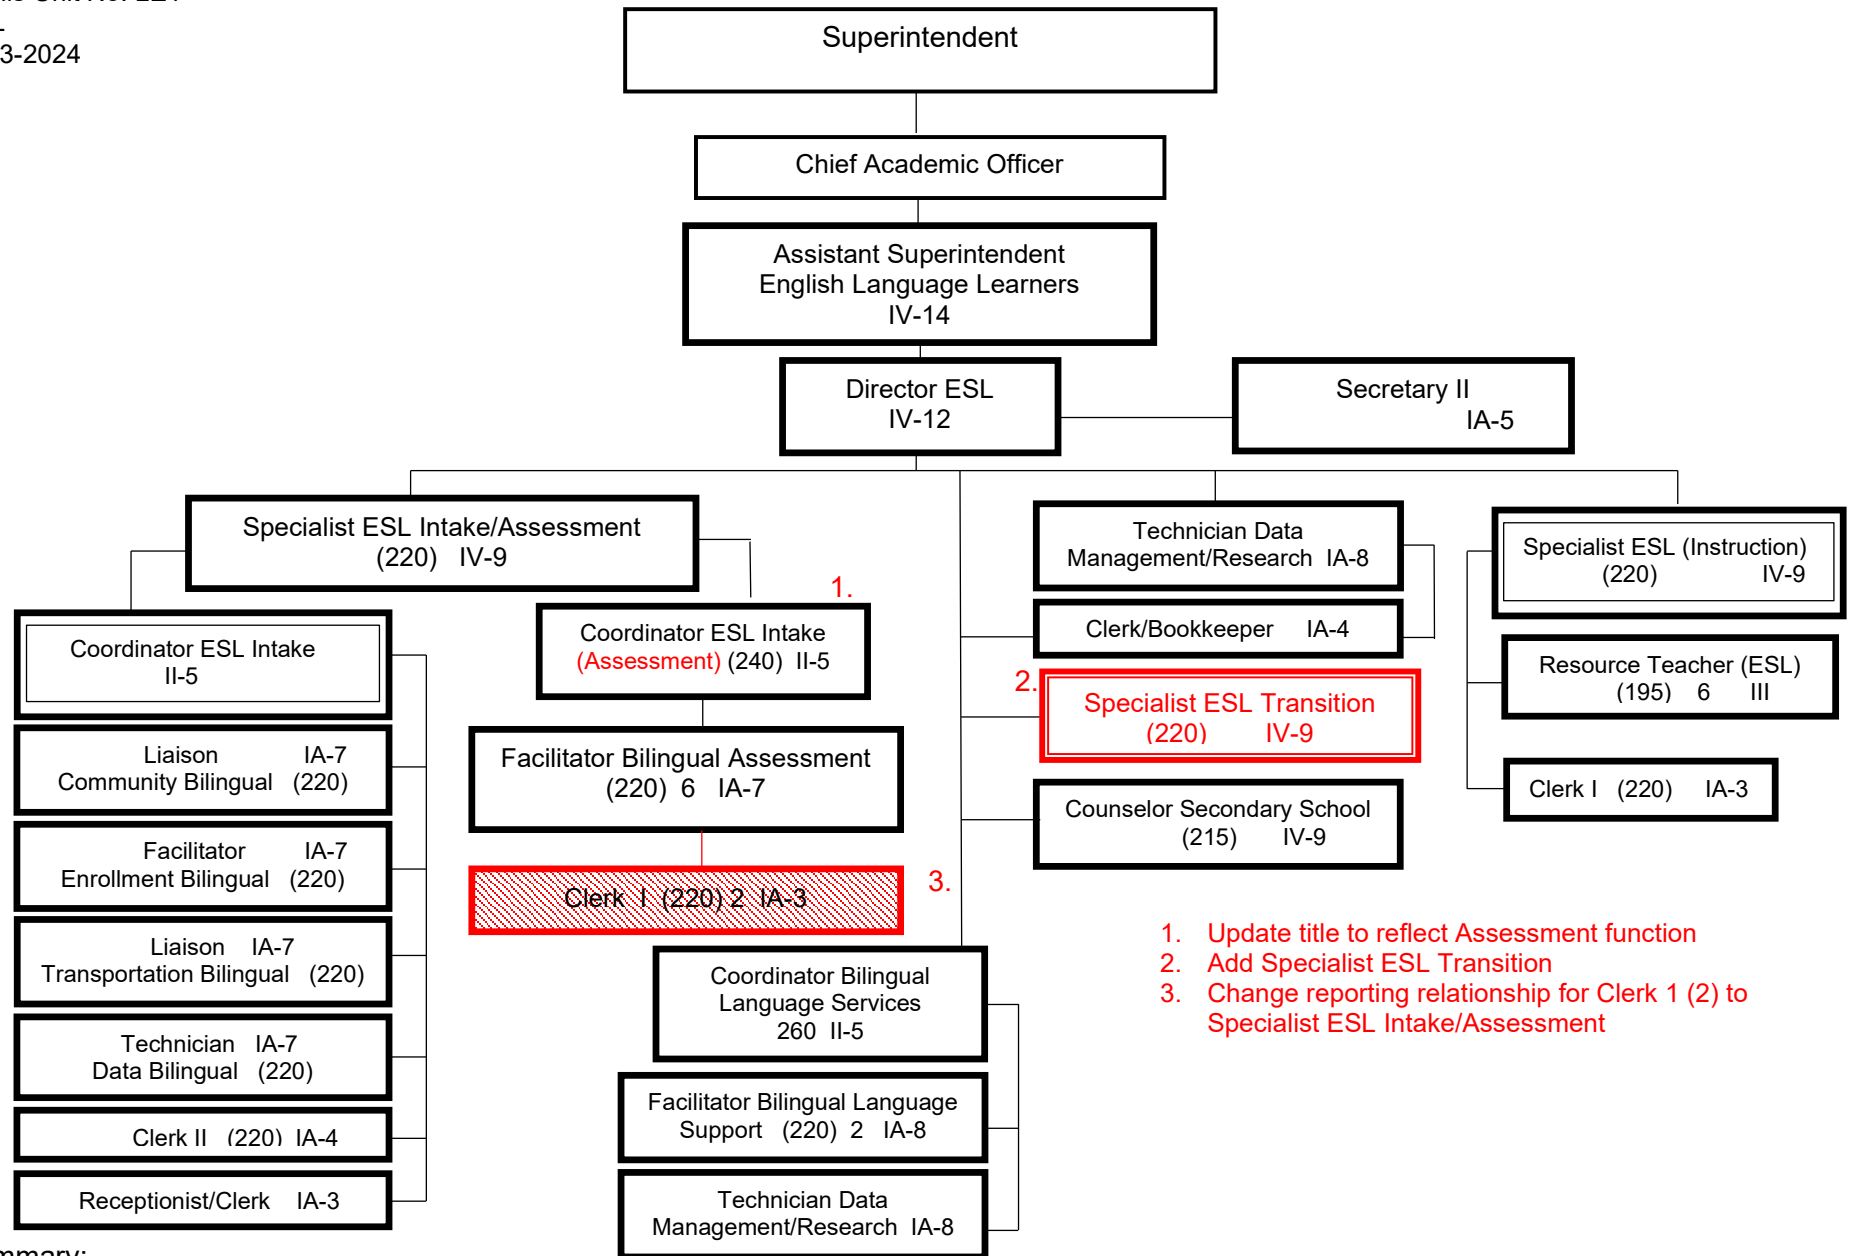 3-2024
Superintendent
Chief Academic Officer
Assistant Superintendent
English Language Learners
IV-14
Director ESL
IV-12
Secretary II
IA-5
Specialist ESL Intake/Assessment
(220) IV-9
Coordinator ESL Intake
II-5
Liaison IA-7
Community Bilingual (220)
Facilitator IA-7
Enrollment Bilingual (220)
Liaison IA-7
Transportation Bilingual (220)
Technician IA-7
Data Bilingual (220)
Clerk II (220) IA-4
Receptionist/Clerk IA-3
1.
Coordinator ESL Intake
(Assessment) (240) II-5
Facilitator Bilingual Assessment
(220) 6 IA-7
Clerk I (220) 2 IA-3
3.
Coordinator Bilingual
Language Services
260 II-5
Facilitator Bilingual Language
Support (220) 2 IA-8
Technician Data
Management/Research IA-8
Technician Data
Management/Research IA-8
Clerk/Bookkeeper IA-4
2.
Specialist ESL Transition
(220) IV-9
Counselor Secondary School
(215) IV-9
Specialist ESL (Instruction)
(220) IV-9
Resource Teacher (ESL)
(195) 6 III
Clerk I (220) IA-3
1. Update title to reflect Assessment function
2. Add Specialist ESL Transition
3. Change reporting relationship for Clerk 1 (2) to
Specialist ESL Intake/Assessment